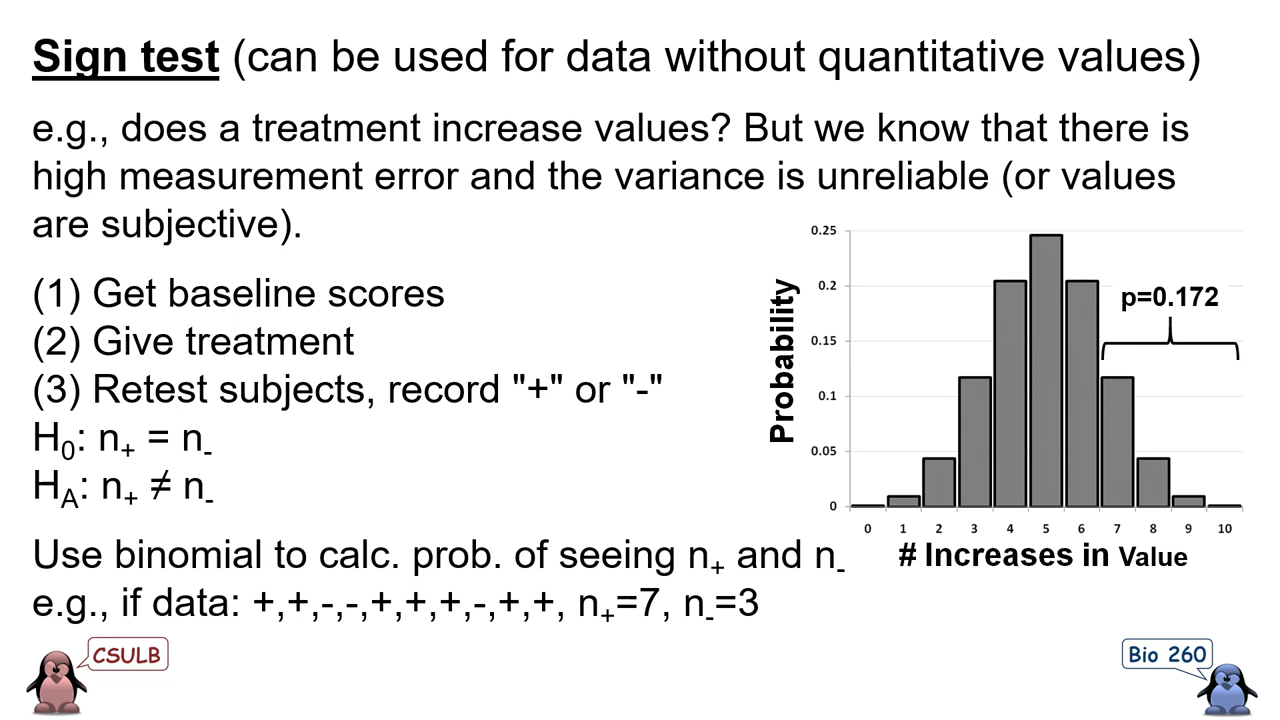 Sign test (can be used for data without quantitative values)
e.g., does a treatment increase values? But we know that there is
high measurement error and the variance is unreliable (or values
are subjective).
(1) Get baseline scores
(2) Give treatment
(3) Retest subjects, record "+" or "-"
H0: n+ = n-
HA: n+ ≠ n-
Use binomial to calc. prob. of seeing n+ and n-
e.g., if data: +,+,-,-,+,+,+,-,+,+, n+=7, n-=3
Probability
0.25
0.2
0.15
0.1
0.05
0
p=0.172
0 1 2 3 4 5 6 7 8 9 10
# Increases in Value
CSULB
Bio 260